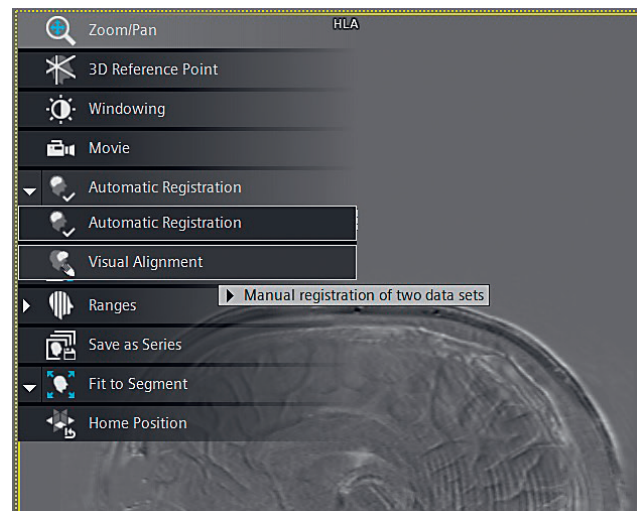 Zoom/Pan
HLA
3D Reference Point
Windowing
Movie
Automatic Registration
Automatic Registration
Visual Alignment
Manual registration of two data sets
Ranges
Save as Series
Fit to Segment
Home Position